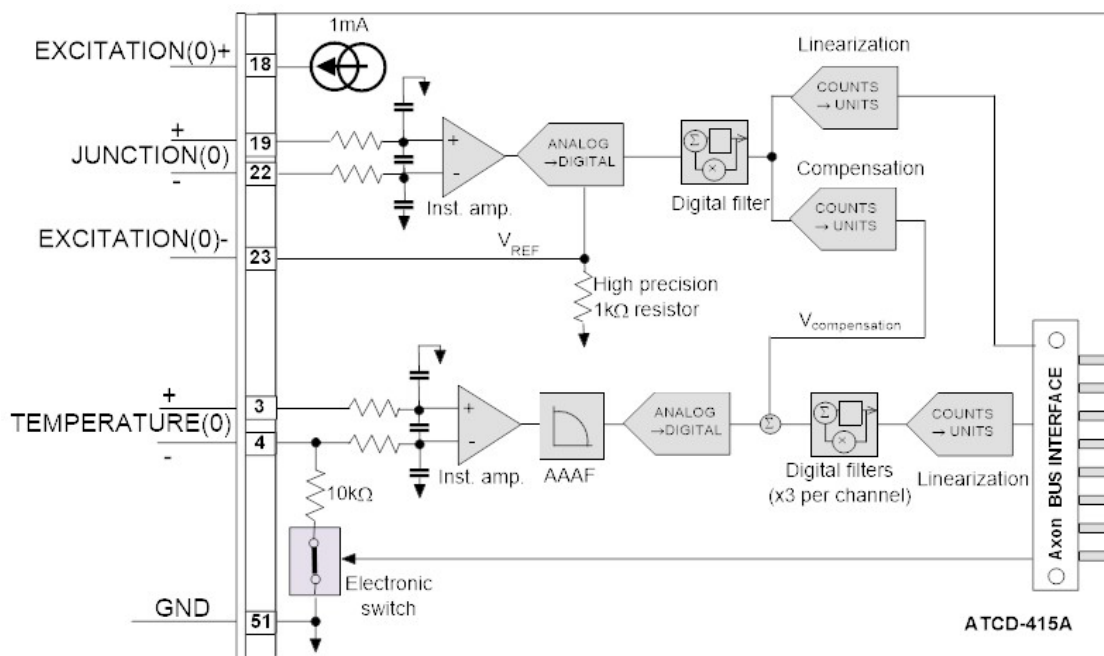 1mA
EXCITATION(0)+
18
Linearization
COUNTS
→UNITS
+
19
JUNCTION(0)
-
22
+
-
Inst. amp.
ANALOG
→DIGITAL
Σ
×
Digital filter
Compensation
COUNTS
→UNITS
EXCITATION(0)-
23
VREF
High precision
1kΩ resistor
Vcompensation
+
3
TEMPERATURE(0)
4
-
+
-
Inst. amp.
AAAF
ANALOG
→DIGITAL
Σ
Σ
×
Digital filters
(x3 per channel)
COUNTS
→UNITS
Linearization
Axon BUS INTERFACE
10kΩ
Electronic
switch
GND
51
ATCD-415A